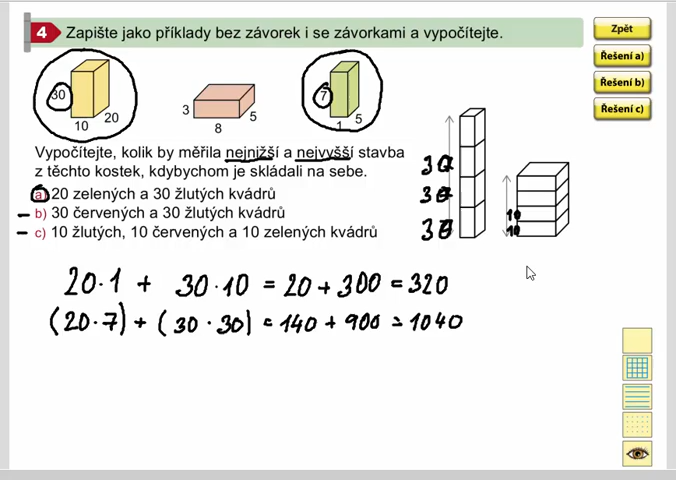 4 Zapište jako příklady bez závorek i se závorkami a vypočítejte.
Zpět
Řešení a)
Řešení b)
Řešení c)
30
20
10
3
5
8
7
5
1
Vypočítejte, kolik by měřila nejnižší a nejvyšší stavba
z těchto kostek, kdybychom je skládali na sebe.
a) 20 zelených a 30 žlutých kvádrů
b) 30 červených a 30 žlutých kvádrů
c) 10 žlutých, 10 červených a 10 zelených kvádrů
30
30
30
10
10
20·1 + 30·10 = 20 + 300 = 320
(20·7) + (30·30) = 140 + 900 = 1040